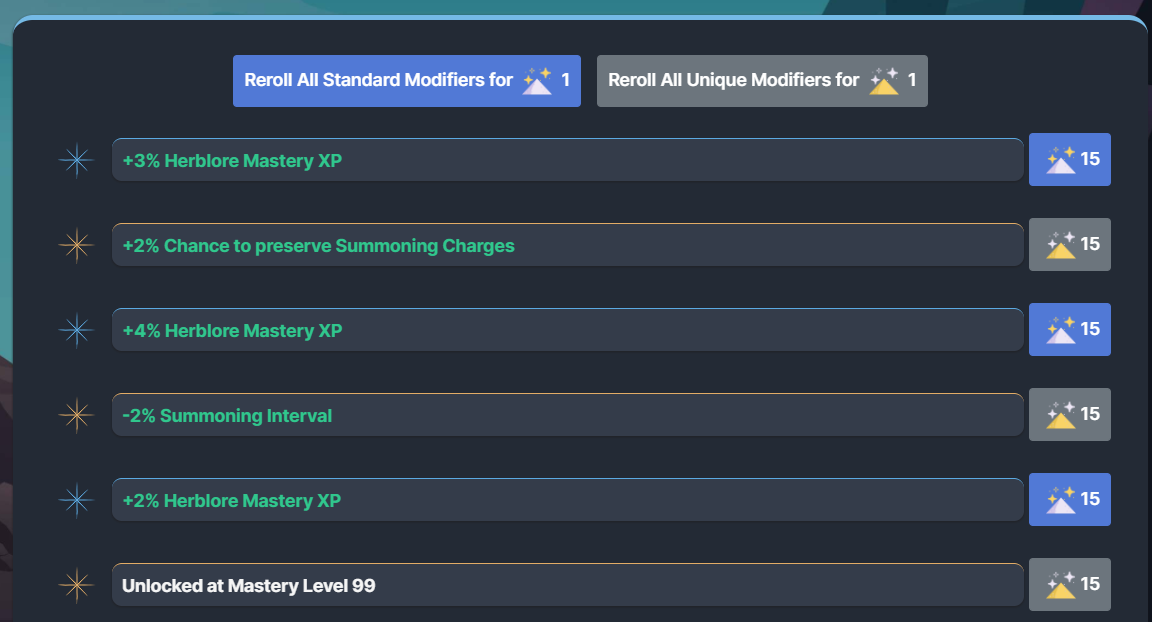 Reroll All Standard Modifiers for 1 Reroll All Unique Modifiers for 1
+3% Herblore Mastery XP 15
+2% Chance to preserve Summoning Charges 15
+4% Herblore Mastery XP 15
-2% Summoning Interval 15
+2% Herblore Mastery XP 15
Unlocked at Mastery Level 99 15